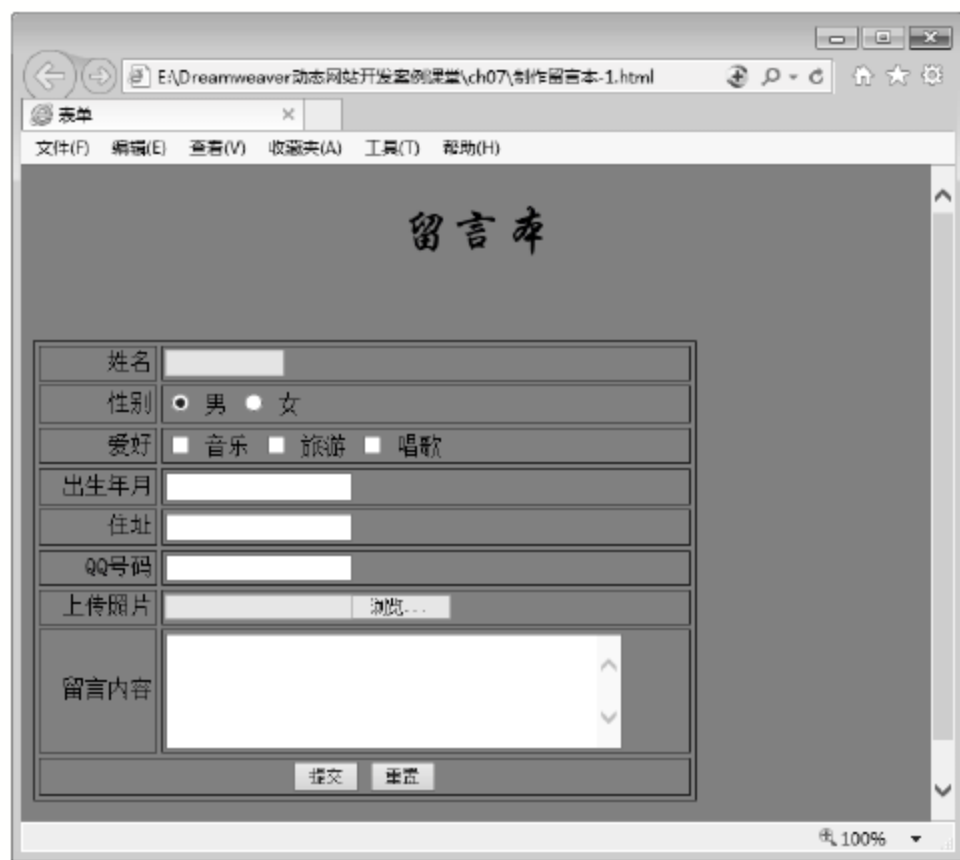 E:\Dreamweaver动态网站开发案例课堂\ch07\制作留言本-1.html
表单
文件(F) 编辑(E) 查看(V) 收藏夹(A) 工具(T) 帮助(H)
留言本
姓名
性别 男 女
爱好 音乐 旅游 唱歌
出生年月
住址
QQ号码
上传照片 浏览...
留言内容
提交 重置
100%